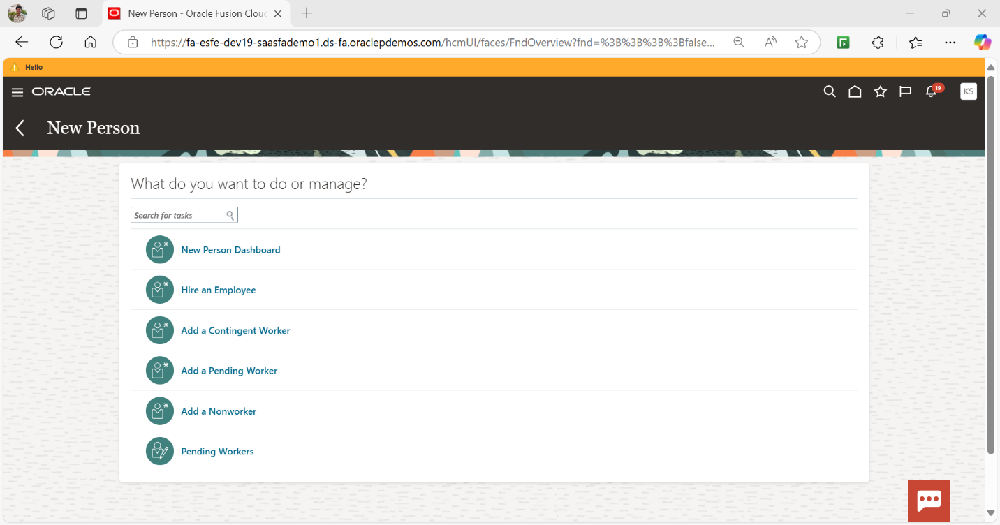 New Person - Oracle Fusion Clou
https://fa-esfe-dev19-saasfademo1.ds-fa.oraclepdemos.com/hcmUI/faces/FndOverview?fnd=%3B%3B%3B%3Bfalse...
Hello
ORACLE
19
KS
New Person
What do you want to do or manage?
Search for tasks
New Person Dashboard
Hire an Employee
Add a Contingent Worker
Add a Pending Worker
Add a Nonworker
Pending Workers